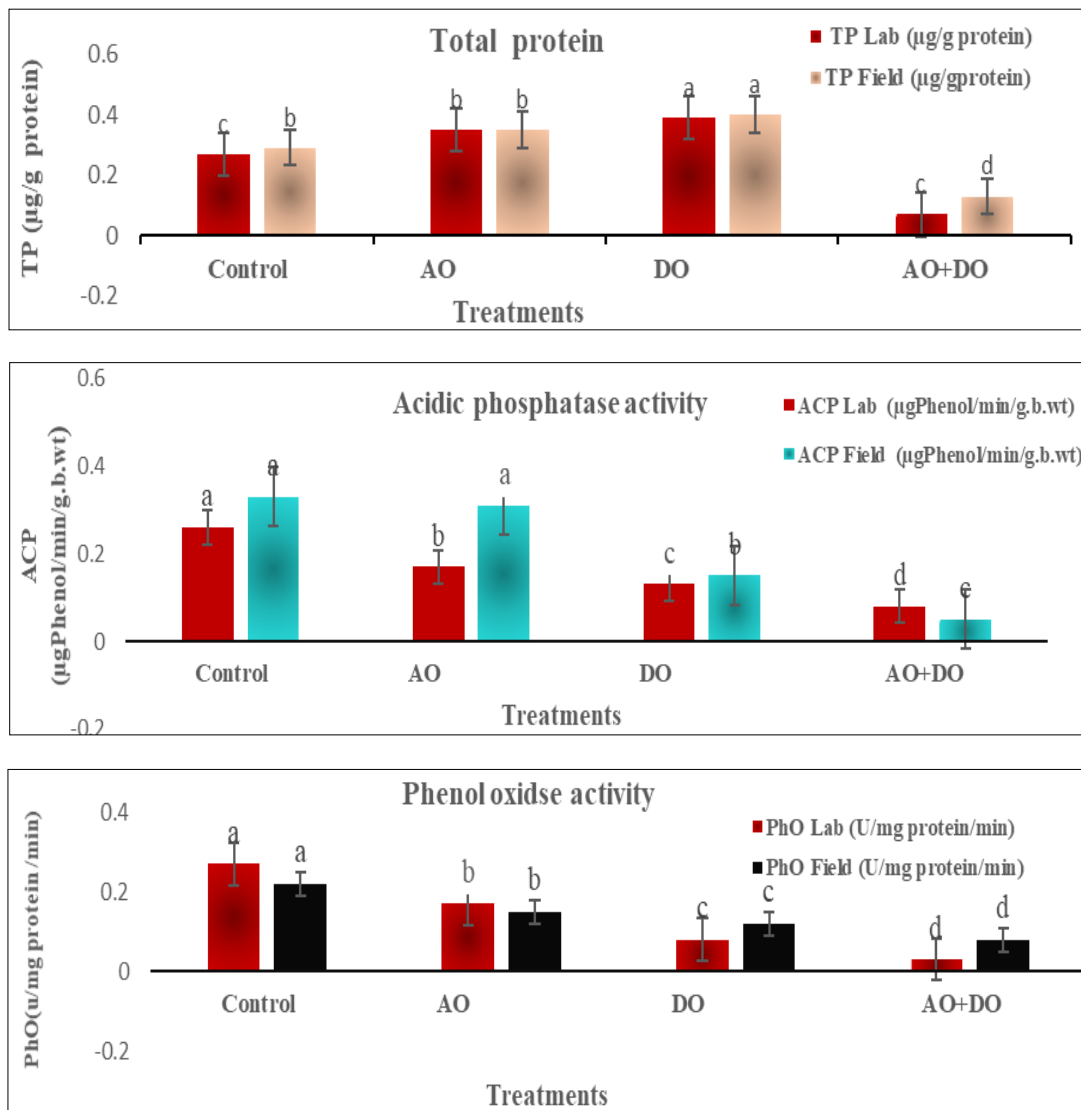 Total protein
TP Lab (µg/g protein)
TP Field (µg/gprotein)
TP (µg/g protein)
0.6
0.4
0.2
0
-0.2
c
b
b
b
a
a
c
d
Control
AO
DO
AO+DO
Treatments
Acidic phosphatase activity
ACP Lab (µgPhenol/min/g.b.wt)
ACP Field (µgPhenol/min/g.b.wt)
ACP
(µgPhenol/min/g.b.wt)
0.6
0.4
0.2
0
-0.2
a
a
b
a
c
b
d
c
Control
AO
DO
AO+DO
Treatments
Phenol oxidse activity
PhO Lab (U/mg protein/min)
PhO Field (U/mg protein/min)
PhO(u/mg protein /min)
0.4
0.2
0
-0.2
a
a
b
b
c
c
d
d
Control
AO
DO
AO+DO
Treatments